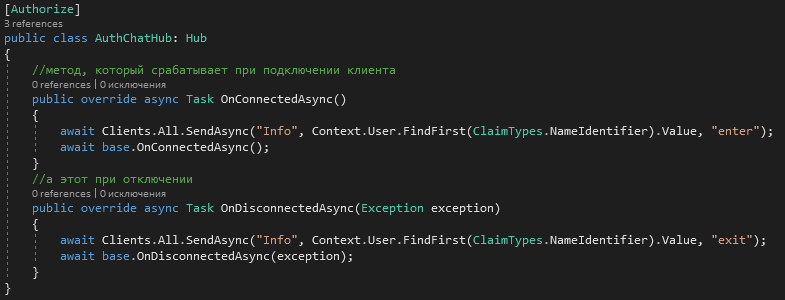 [Authorize]
3 references
public class AuthChatHub: Hub
{
//метод, который срабатывает при подключении клиента
0 references | 0 исключения
public override async Task OnConnectedAsync()
{
await Clients.All.SendAsync("Info", Context.User.FindFirst(ClaimTypes.NameIdentifier).Value, "enter");
await base.OnConnectedAsync();
}
//а этот при отключении
0 references | 0 исключения
public override async Task OnDisconnectedAsync(Exception exception)
{
await Clients.All.SendAsync("Info", Context.User.FindFirst(ClaimTypes.NameIdentifier).Value, "exit");
await base.OnDisconnectedAsync(exception);
}
}